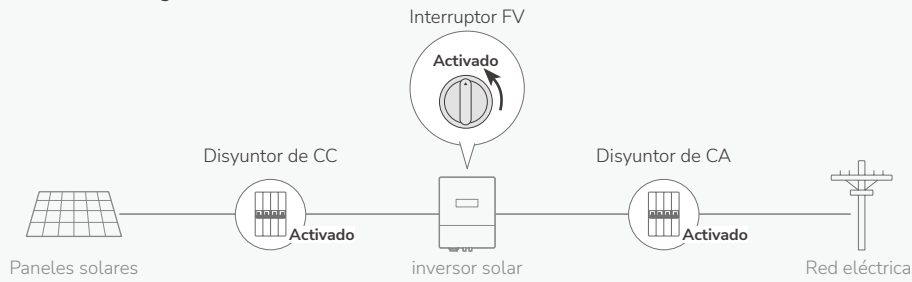 Interruptor FV
Activado
Disyuntor de CC
Disyuntor de CA
Activado
Activado
Paneles solares
inversor solar
Red eléctrica